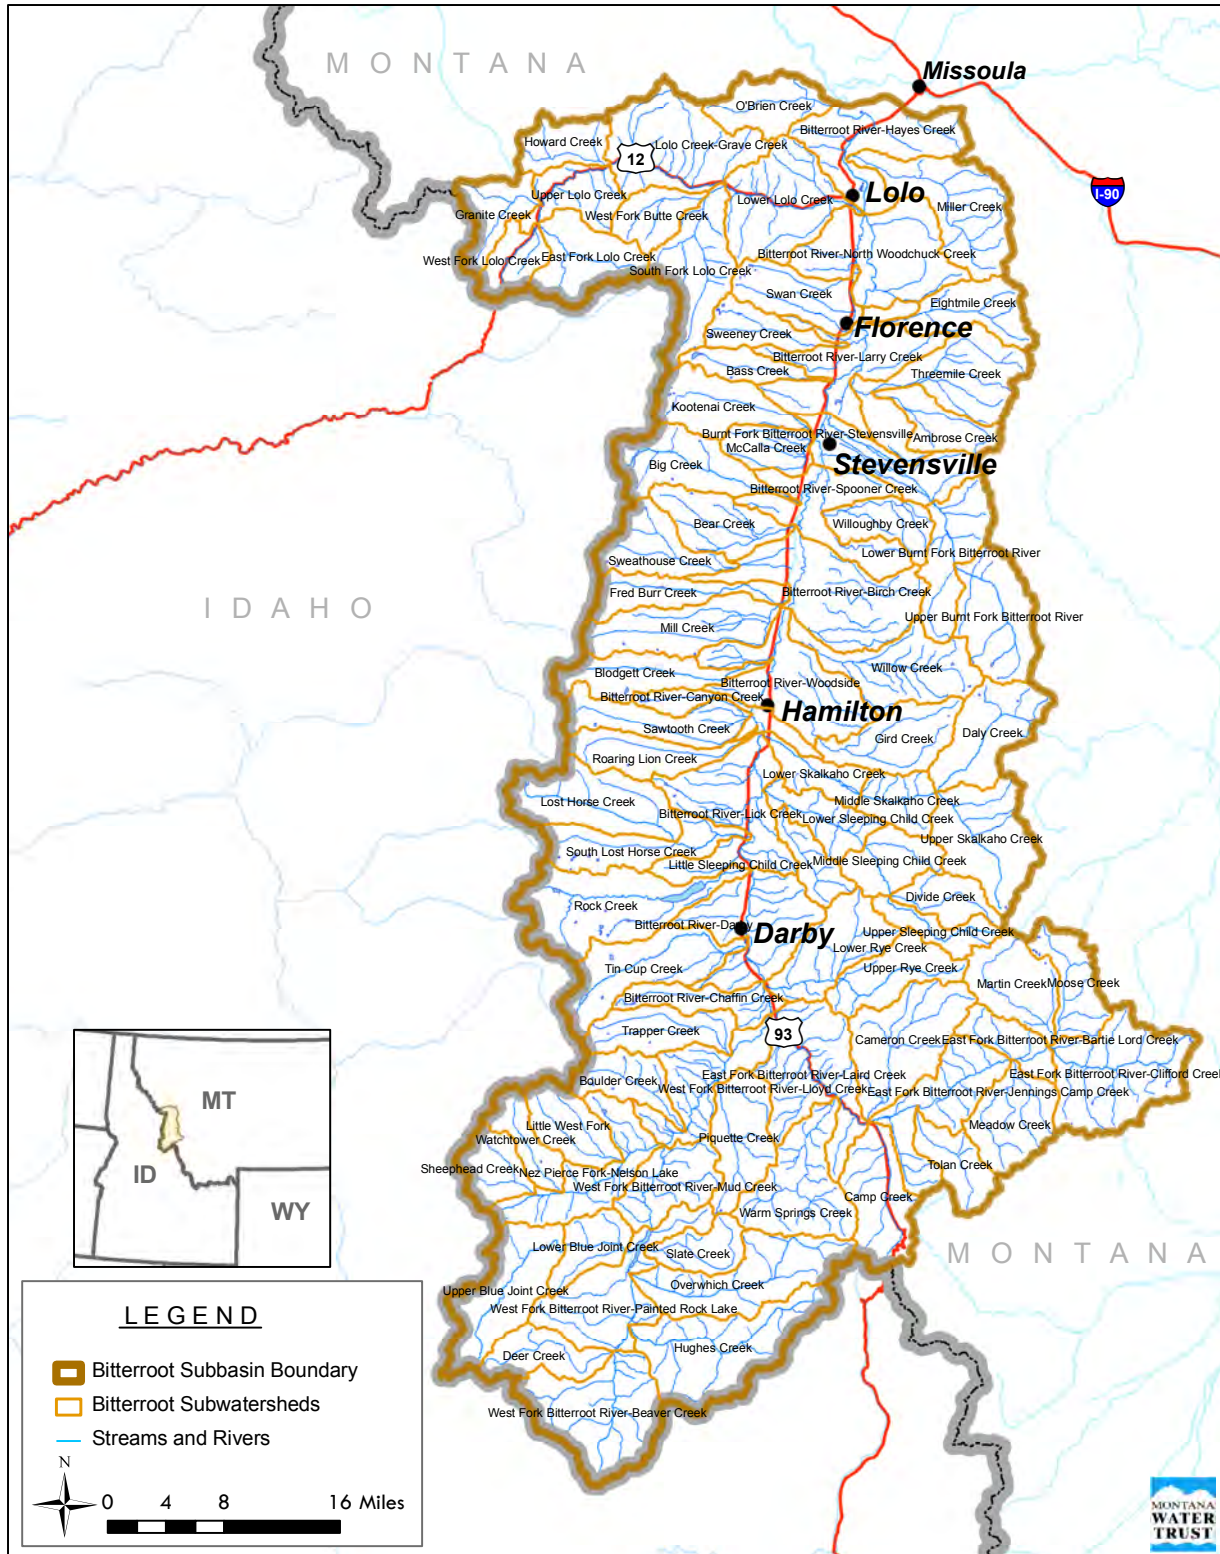 MONTANA
Missoula
O'Brien Creek
Bitterroot River-Hayes Creek
Howard Creek
Lolo Creek-Grave Creek
12
I-90
Upper Lolo Creek
Lower Lolo Creek
Lolo
Miller Creek
Granite Creek
West Fork Butte Creek
West Fork Lolo Creek
East Fork Lolo Creek
Bitterroot River-North Woodchuck Creek
South Fork Lolo Creek
Swan Creek
Eightmile Creek
Sweeney Creek
Florence
Bitterroot River-Larry Creek
Bass Creek
Threemile Creek
Kootenai Creek
Burnt Fork Bitterroot River-Stevensville
Ambrose Creek
McCalla Creek
Big Creek
Stevensville
Bitterroot River-Spooner Creek
Bear Creek
Willoughby Creek
Sweathouse Creek
Lower Burnt Fork Bitterroot River
Fred Burr Creek
Bitterroot River-Birch Creek
IDAHO
Upper Burnt Fork Bitterroot River
Mill Creek
Willow Creek
Blodgett Creek
Bitterroot River-Woodside
Bitterroot River-Canyon Creek
Hamilton
Sawtooth Creek
Gird Creek
Daly Creek
Roaring Lion Creek
Lower Skalkaho Creek
Lost Horse Creek
Middle Skalkaho Creek
Bitterroot River-Lick Creek
Lower Sleeping Child Creek
Upper Skalkaho Creek
South Lost Horse Creek
Little Sleeping Child Creek
Middle Sleeping Child Creek
Divide Creek
Rock Creek
Bitterroot River-Darby
Darby
Upper Sleeping Child Creek
Lower Rye Creek
Tin Cup Creek
Upper Rye Creek
Martin Creek
Moose Creek
Bitterroot River-Chaffin Creek
Trapper Creek
93
Cameron Creek
East Fork Bitterroot River-Bartie Lord Creek
Boulder Creek
East Fork Bitterroot River-Laird Creek
East Fork Bitterroot River-Clifford Creek
West Fork Bitterroot River-Lloyd Creek
East Fork Bitterroot River-Jennings Camp Creek
Little West Fork
Meadow Creek
Watchtower Creek
Piquette Creek
Sheephead Creek
Nez Pierce Fork-Nelson Lake
Tolan Creek
West Fork Bitterroot River-Mud Creek
Camp Creek
Warm Springs Creek
Lower Blue Joint Creek
Slate Creek
MONTANA
Overwhich Creek
Upper Blue Joint Creek
West Fork Bitterroot River-Painted Rock Lake
Hughes Creek
Deer Creek
West Fork Bitterroot River-Beaver Creek
MT
ID
WY
LEGEND
Bitterroot Subbasin Boundary
Bitterroot Subwatersheds
Streams and Rivers
N
0 4 8 16 Miles
MONTANA
WATER
TRUST